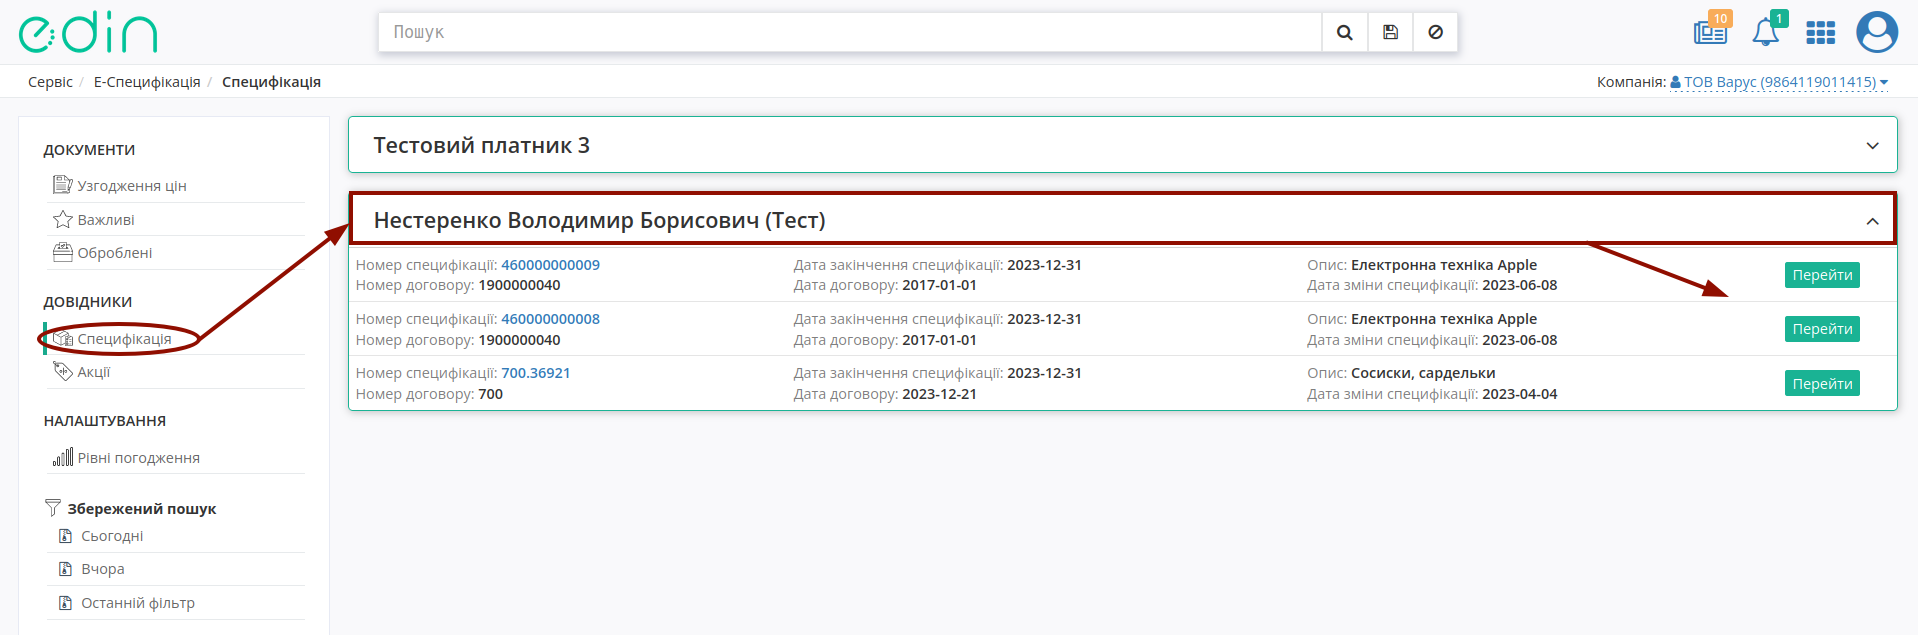 edin
Пошук
10
1
Сервіс / Е-Специфікація / Специфікація
Компанія: ТОВ Варус (9864119011415)
ДОКУМЕНТИ
Узгодження цін
Важливі
Оброблені
ДОВІДНИКИ
Специфікація
Акції
НАЛАШТУВАННЯ
Рівні погодження
Збережений пошук
Сьогодні
Вчора
Останній фільтр
Тестовий платник 3
Нестеренко Володимир Борисович (Тест)
Номер специфікації: 460000000009 Дата закінчення специфікації: 2023-12-31 Опис: Електронна техніка Apple
Номер договору: 1900000040 Дата договору: 2017-01-01 Дата зміни специфікації: 2023-06-08
Перейти
Номер специфікації: 460000000008 Дата закінчення специфікації: 2023-12-31 Опис: Електронна техніка Apple
Номер договору: 1900000040 Дата договору: 2017-01-01 Дата зміни специфікації: 2023-06-08
Перейти
Номер специфікації: 700.36921 Дата закінчення специфікації: 2023-12-31 Опис: Сосиски, сардельки
Номер договору: 700 Дата договору: 2023-12-21 Дата зміни специфікації: 2023-04-04
Перейти